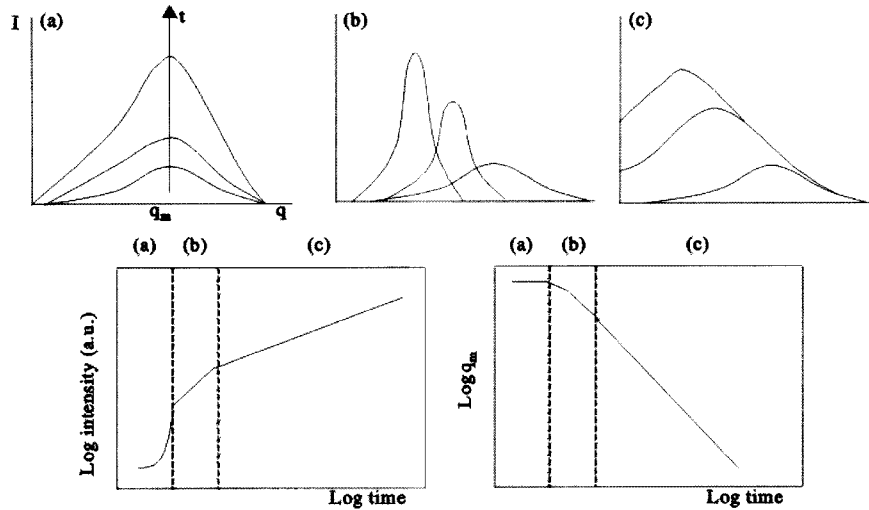 I (a) t (b) (c)
q_m q
(a) (b) (c) (a) (b) (c)
Log intensity (a.u.)
Log q_m
Log time Log time